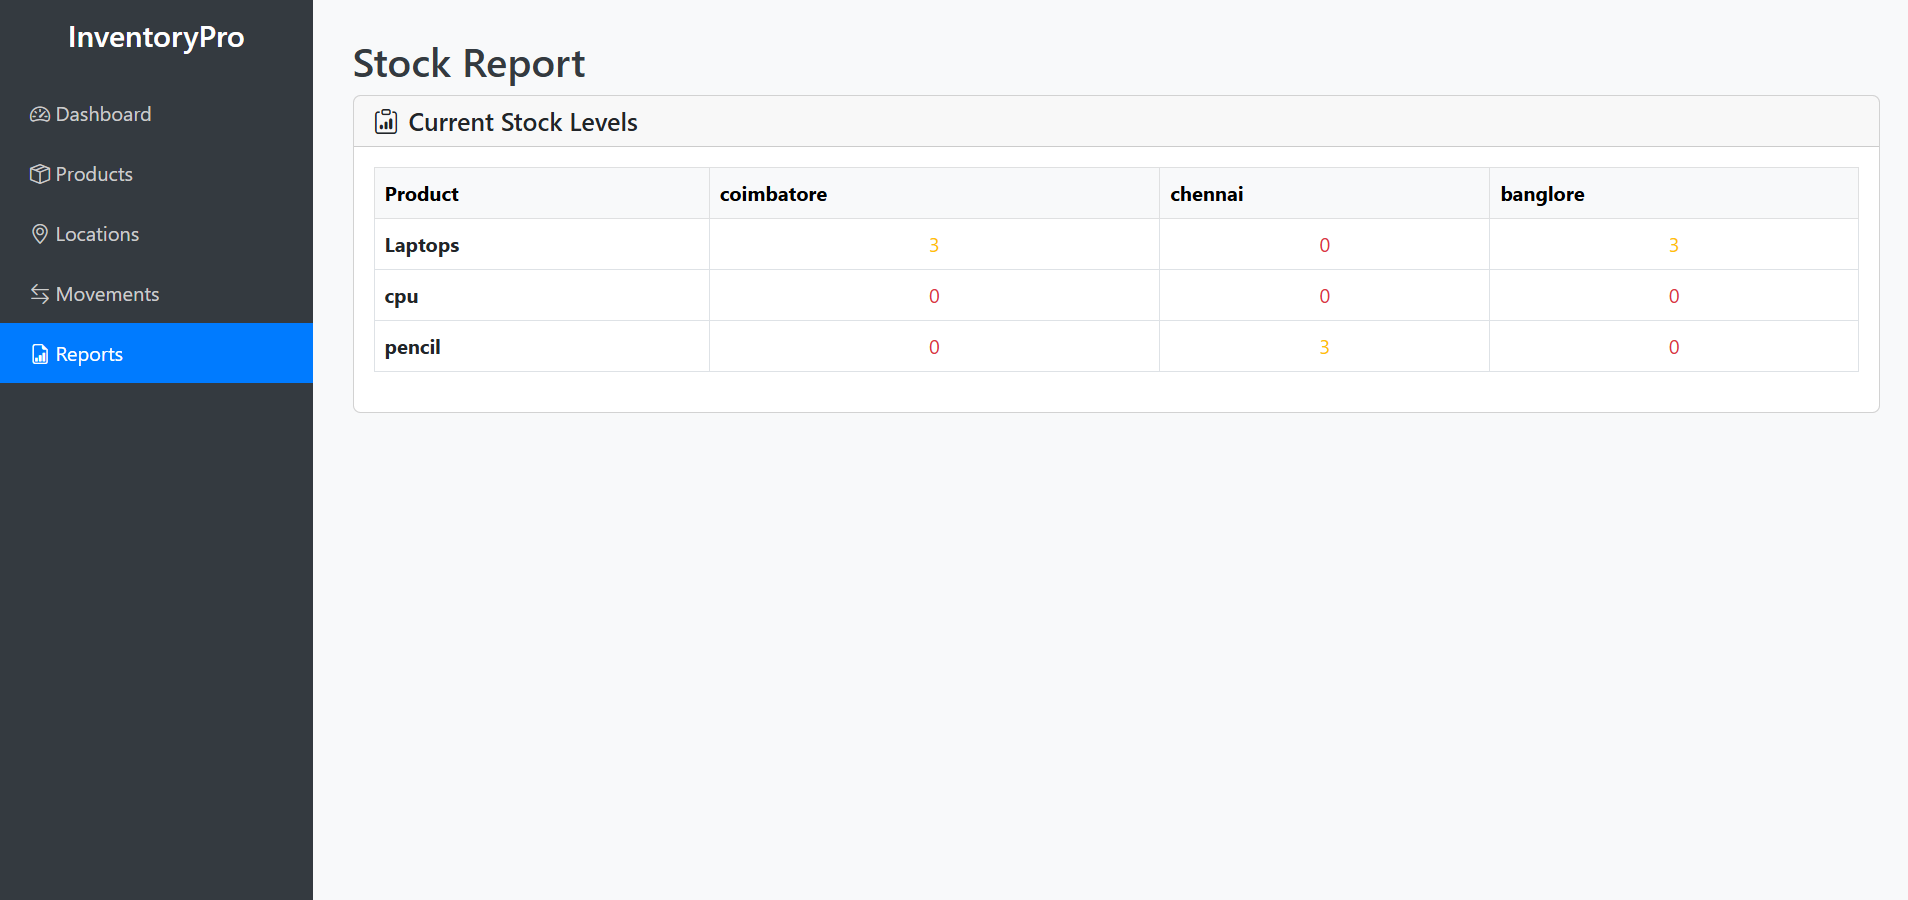 InventoryPro
Dashboard
Products
Locations
Movements
Reports
Stock Report
Current Stock Levels
Product coimbatore chennai banglore
Laptops 3 0 3
cpu 0 0 0
pencil 0 3 0